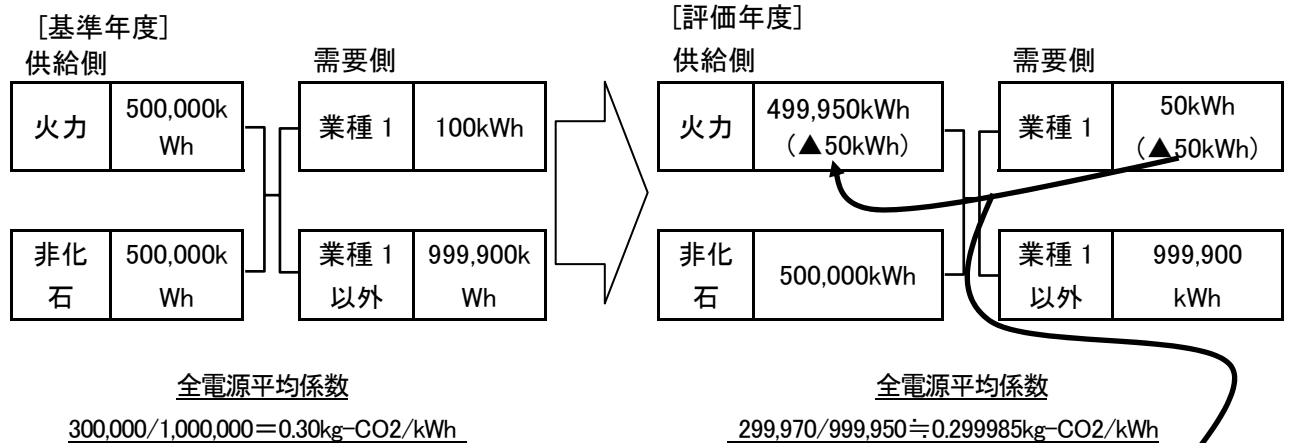 [基準年度]
供給側
需要側
火力
500,000k
Wh
業種 1
100kWh
非化
石
500,000k
Wh
業種 1
以外
999,900k
Wh
全電源平均係数
300,000/1,000,000=0.30kg-CO2/kWh
[評価年度]
供給側
需要側
火力
499,950kWh
(▲50kWh)
業種 1
50kWh
(▲50kWh)
非化
石
500,000kWh
業種 1
以外
999,900
kWh
全電源平均係数
299,970/999,950≒0.299985kg-CO2/kWh